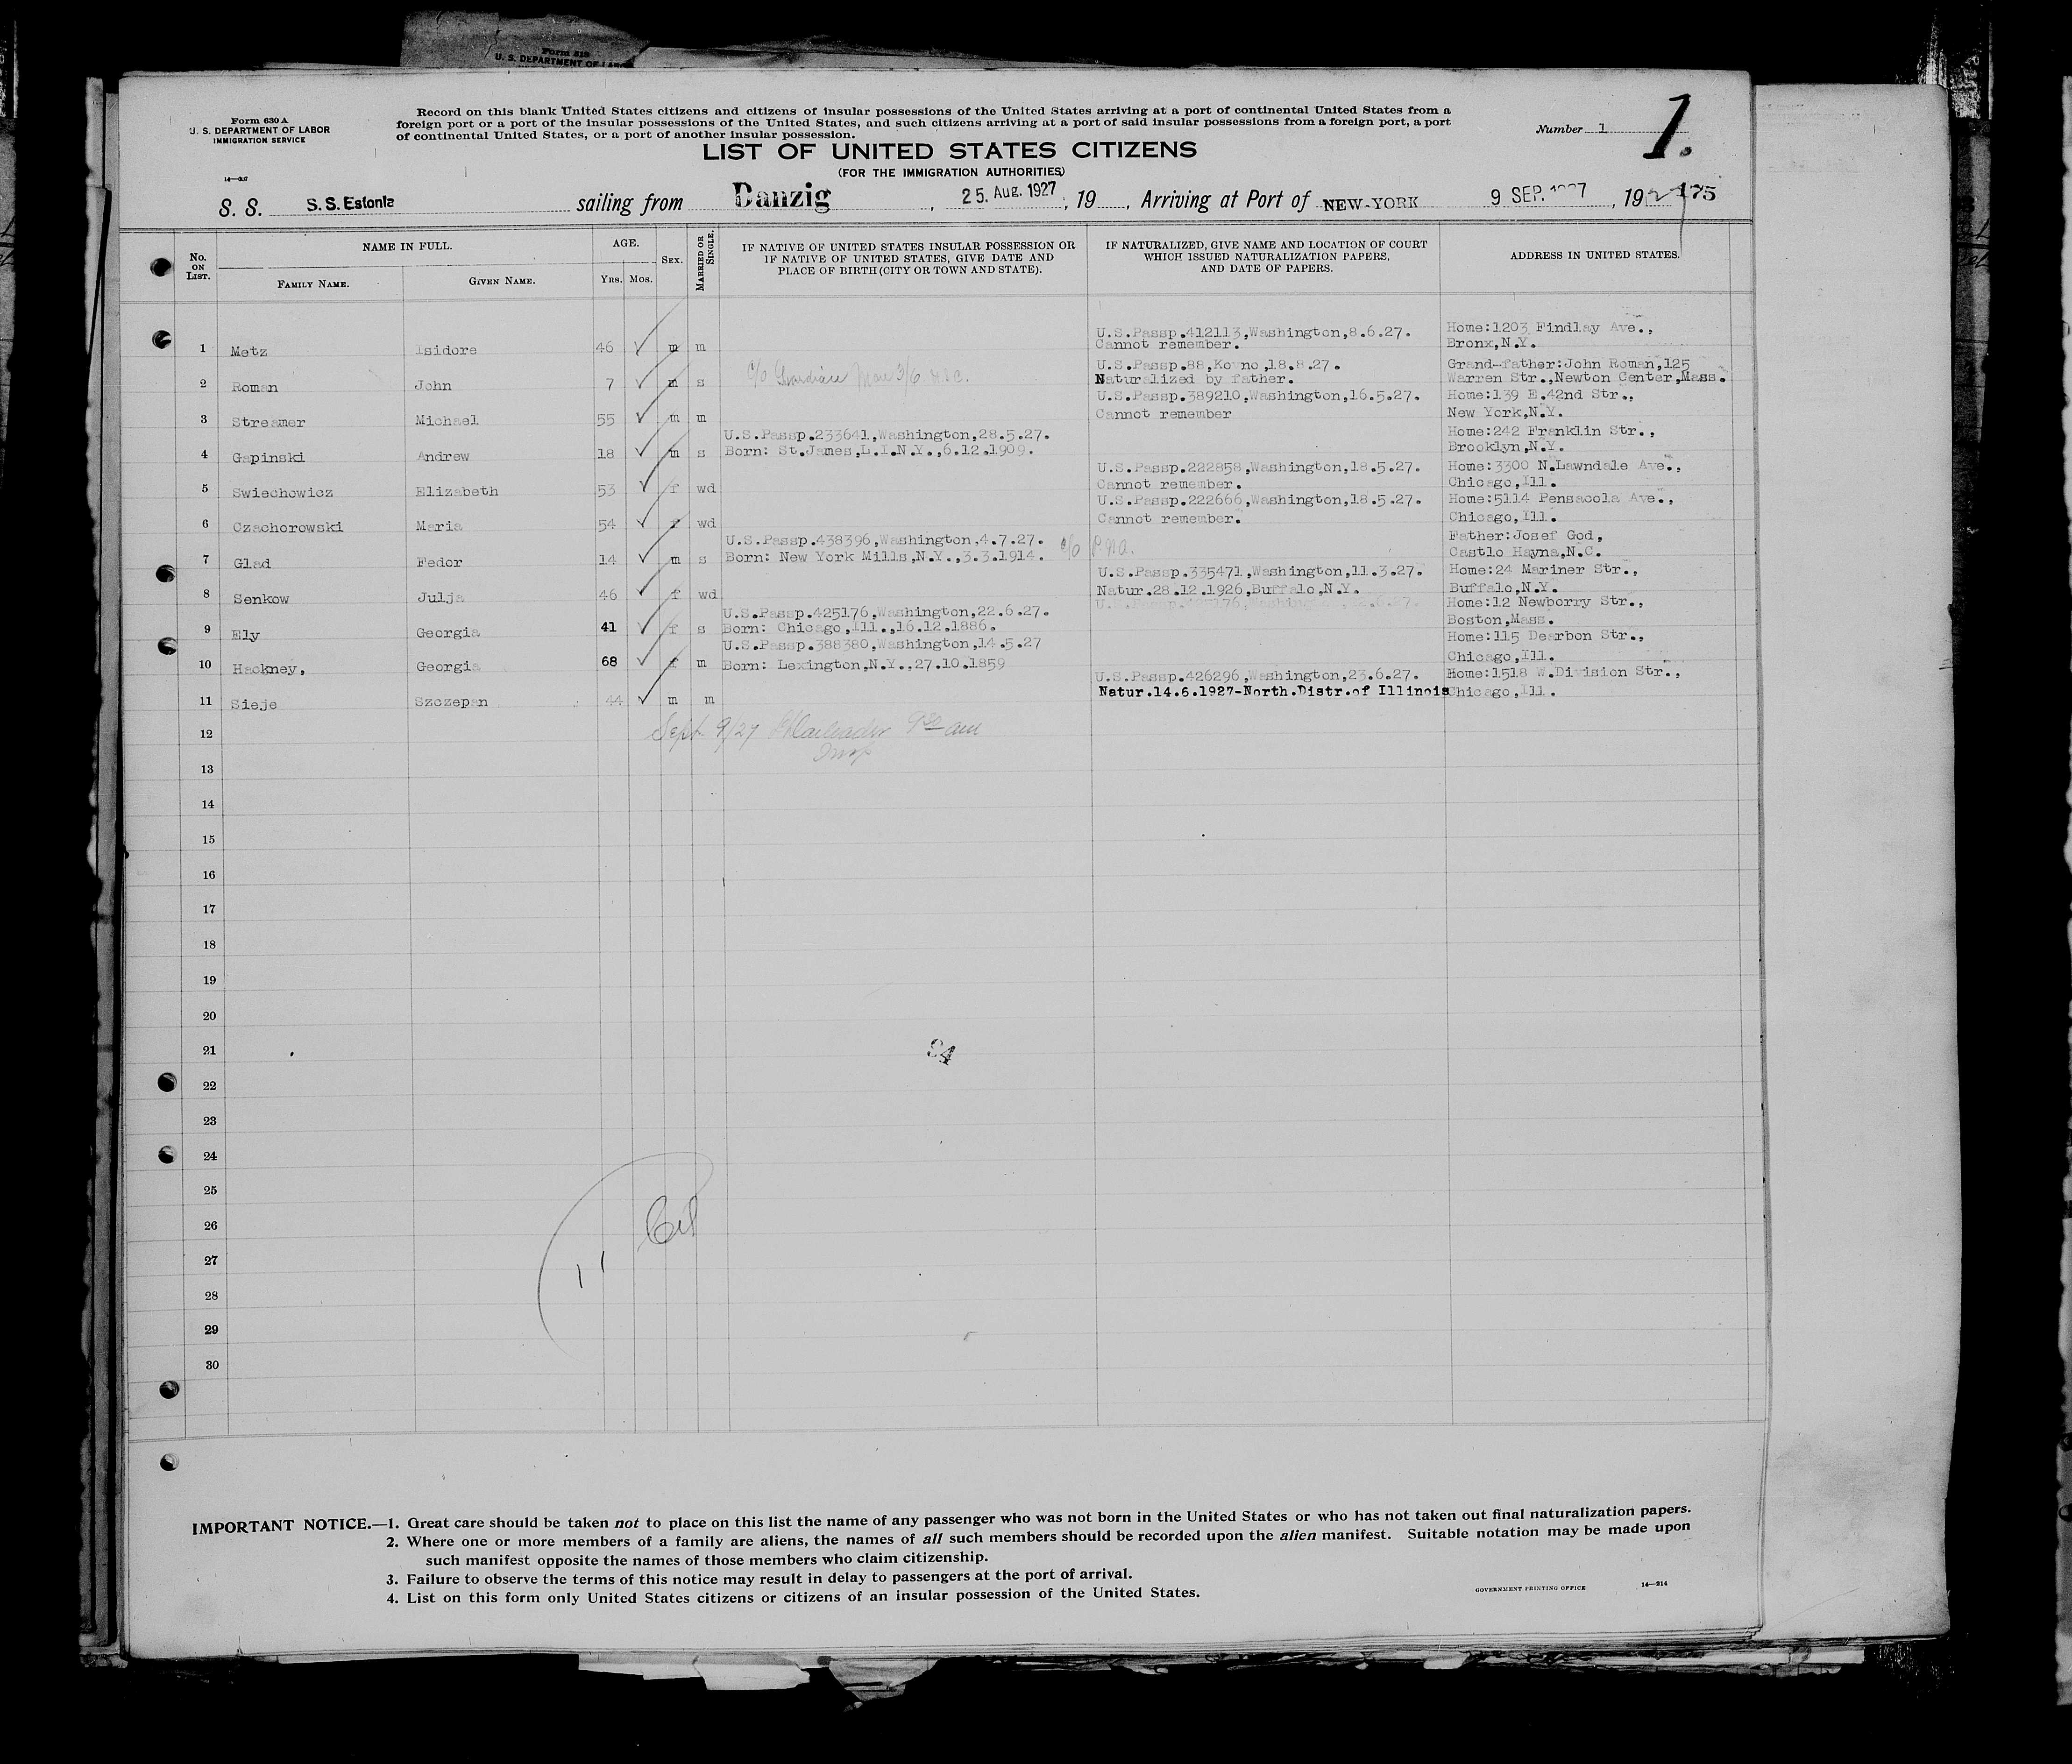 Form 519
U. S. DEPARTMENT OF LABOR
Form 630 A
U. S. DEPARTMENT OF LABOR
IMMIGRATION SERVICE
Record on this blank United States citizens and citizens of insular possessions of the United States arriving at a port of continental United States from a
foreign port or a port of the insular possessions of the United States, and such citizens arriving at a port of said insular possessions from a foreign port, a port
of continental United States, or a port of another insular possession.
Number 1
1.
LIST OF UNITED STATES CITIZENS
(FOR THE IMMIGRATION AUTHORITIES)
S. S. S.S. Estonia sailing from Danzig, 25. Aug. 1927, 19 , Arriving at Port of NEW-YORK 9 SEP. 1927, 1927 175
No. ON LIST.
NAME IN FULL.
FAMILY NAME. GIVEN NAME.
AGE.
YRS. MOS.
SEX.
MARRIED OR SINGLE.
IF NATIVE OF UNITED STATES INSULAR POSSESSION OR
IF NATIVE OF UNITED STATES, GIVE DATE AND
PLACE OF BIRTH (CITY OR TOWN AND STATE).
IF NATURALIZED, GIVE NAME AND LOCATION OF COURT
WHICH ISSUED NATURALIZATION PAPERS,
AND DATE OF PAPERS.
ADDRESS IN UNITED STATES.
U.S.Passp.412113,Washington,8.6.27. Home:1203 Findlay Ave.,
1 Metz Isidore 46 m m Cannot remember. Bronx,N.Y.
U.S.Passp.88,Kovno,18.8.27. Grand-father:John Roman,125
2 Roman John 7 m s c/o Guardian Naturalized by father. Warren Str.,Newton Center,Mass.
U.S.Passp.389210,Washington,16.5.27. Home:139 E.42nd Str.,
3 Streamer Michael 55 m m Cannot remember New York,N.Y.
U.S.Passp.233641,Washington,28.5.27. Home:242 Franklin Str.,
4 Gapinski Andrew 18 m s Born: St.James,L.I.N.Y.,6.12.1909. Brooklyn,N.Y.
U.S.Passp.222858,Washington,18.5.27. Home:3300 N.Lawndale Ave.,
5 Swiechowicz Elizabeth 53 f wd Cannot remember. Chicago,Ill.
U.S.Passp.222666,Washington,18.5.27. Home:5114 Pensacola Ave.,
6 Czachorowski Maria 54 f wd Cannot remember. Chicago,Ill.
U.S.Passp.438396,Washington,4.7.27. Father:Josef God,
7 Glad Fedor 14 m s Born: New York Mills,N.Y.,3.3.1914. Castlo Hayna,N.C.
U.S.Passp.335471,Washington,11.3.27. Home:24 Mariner Str.,
8 Senkow Julja 46 f wd Natur.28.12.1926,Buffalo,N.Y. Buffalo,N.Y.
U.S.Passp.425176,Washington,22.6.27. Home:12 Newborry Str.,
9 Ely Georgia 41 f s Born: Chicago,Ill.,16.12.1886. Boston,Mass.
U.S.Passp.388380,Washington,14.5.27 Home:115 Dearbon Str.,
10 Hackney, Georgia 68 f m Born: Lexington,N.Y.,27.10.1859 Chicago,Ill.
U.S.Passp.426296,Washington,23.6.27. Home:1518 W.Division Str.,
11 Sieje Szczepan 44 m m Natur.14.6.1927-North.Distr.of Illinois Chicago,Ill.
12 Sept 9/27
Insp
13
14
15
16
17
18
19
20
21
22
23
24
25
26
27
28
29
30
94
11
IMPORTANT NOTICE.—1. Great care should be taken not to place on this list the name of any passenger who was not born in the United States or who has not taken out final naturalization papers.
2. Where one or more members of a family are aliens, the names of all such members should be recorded upon the alien manifest. Suitable notation may be made upon
such manifest opposite the names of those members who claim citizenship.
3. Failure to observe the terms of this notice may result in delay to passengers at the port of arrival.
4. List on this form only United States citizens or citizens of an insular possession of the United States.
GOVERNMENT PRINTING OFFICE 14—214